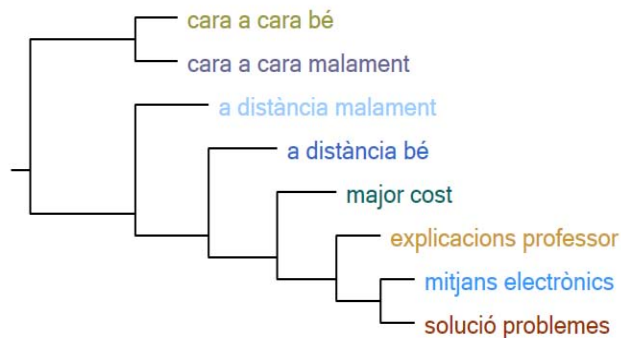 cara a cara bé
cara a cara malament
a distància malament
a distància bé
major cost
explicacions professor
mitjans electrònics
solució problemes